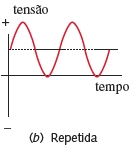 tensão
+
tempo
−
(b) Repetida